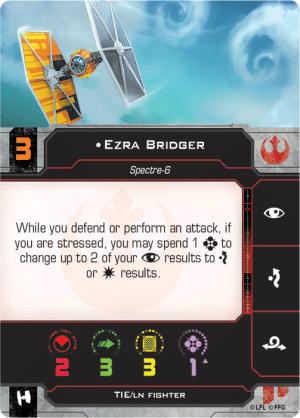 3
•Ezra Bridger
Spectre-6
While you defend or perform an attack, if
you are stressed, you may spend 1 to
change up to 2 of your results to
or results.
2 3 3 1
TIE/LN FIGHTER
© LFL © FFG